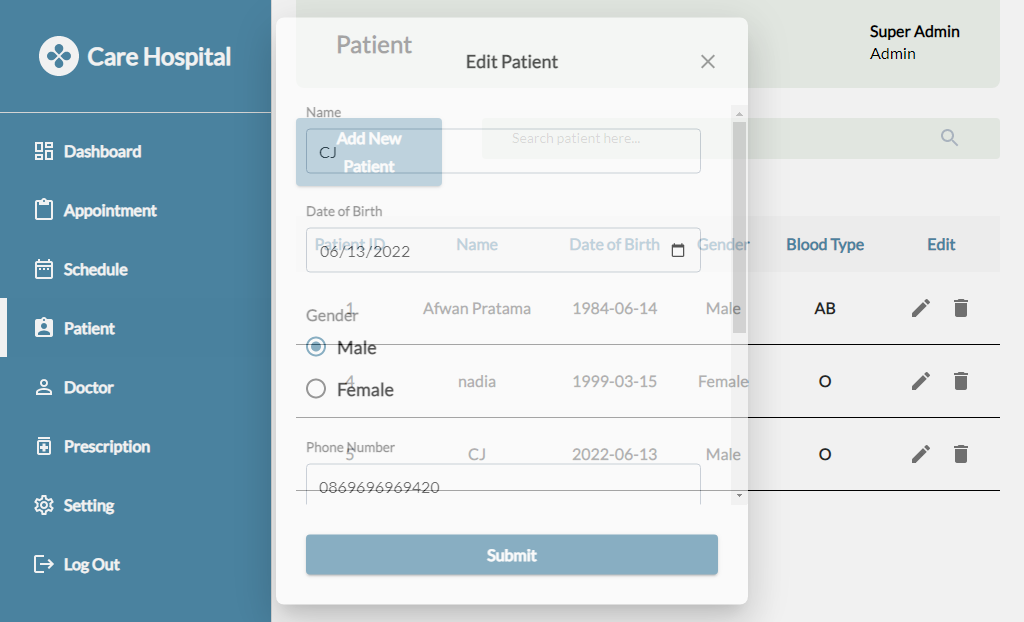 Care Hospital
Dashboard
Appointment
Schedule
Patient
Doctor
Prescription
Setting
Log Out
Patient
Super Admin
Admin
Add New
Patient
Search patient here...
Patient ID Name Date of Birth Gender Blood Type Edit
1 Afwan Pratama 1984-06-14 Male AB
4 nadia 1999-03-15 Female O
5 CJ 2022-06-13 Male O
Edit Patient
Name
CJ
Date of Birth
06/13/2022
Gender
Male
Female
Phone Number
0869696969420
Submit